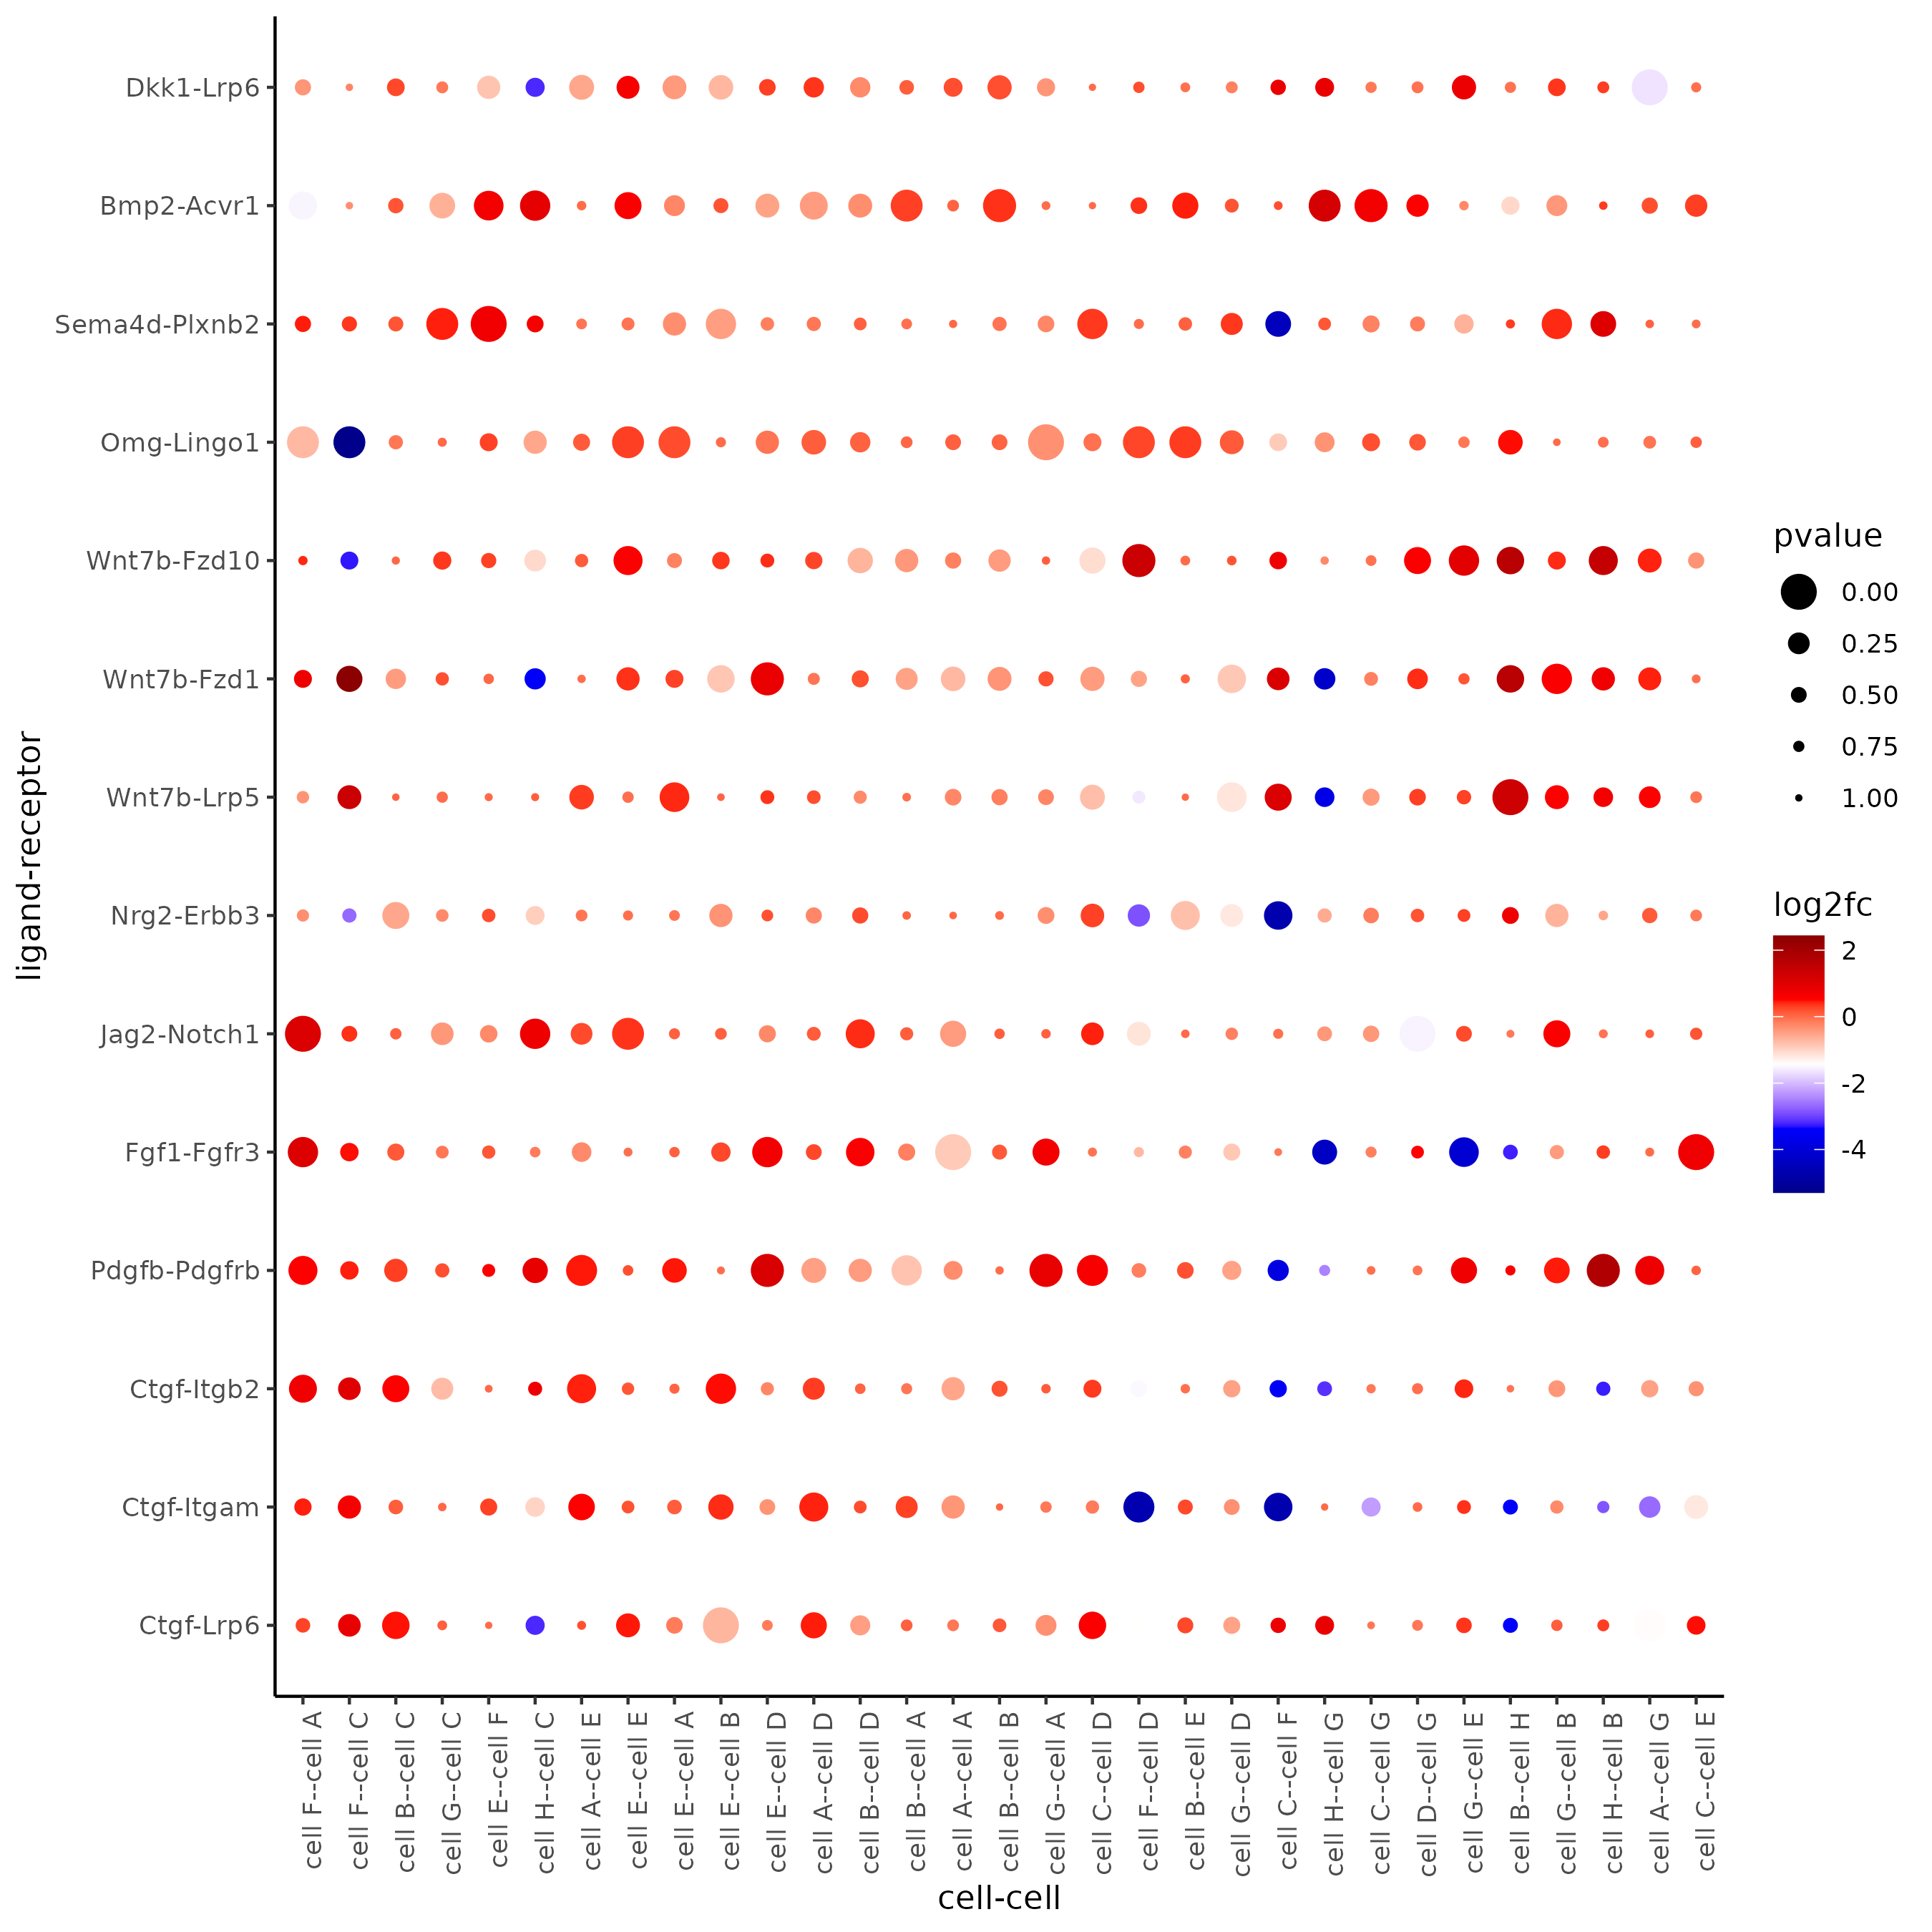 ligand-receptor
Dkk1-Lrp6
Bmp2-Acvr1
Sema4d-Plxnb2
Omg-Lingo1
Wnt7b-Fzd10
Wnt7b-Fzd1
Wnt7b-Lrp5
Nrg2-Erbb3
Jag2-Notch1
Fgf1-Fgfr3
Pdgfb-Pdgfrb
Ctgf-Itgb2
Ctgf-Itgam
Ctgf-Lrp6
cell F--cell A
cell F--cell C
cell B--cell C
cell G--cell C
cell E--cell F
cell H--cell C
cell A--cell E
cell E--cell E
cell E--cell A
cell E--cell B
cell E--cell D
cell A--cell D
cell B--cell D
cell B--cell A
cell A--cell A
cell B--cell B
cell G--cell A
cell C--cell D
cell F--cell D
cell B--cell E
cell G--cell D
cell C--cell F
cell H--cell G
cell C--cell G
cell D--cell G
cell G--cell E
cell B--cell H
cell G--cell B
cell H--cell B
cell A--cell G
cell C--cell E
cell-cell
pvalue
0.00
0.25
0.50
0.75
1.00
log2fc
2
0
-2
-4